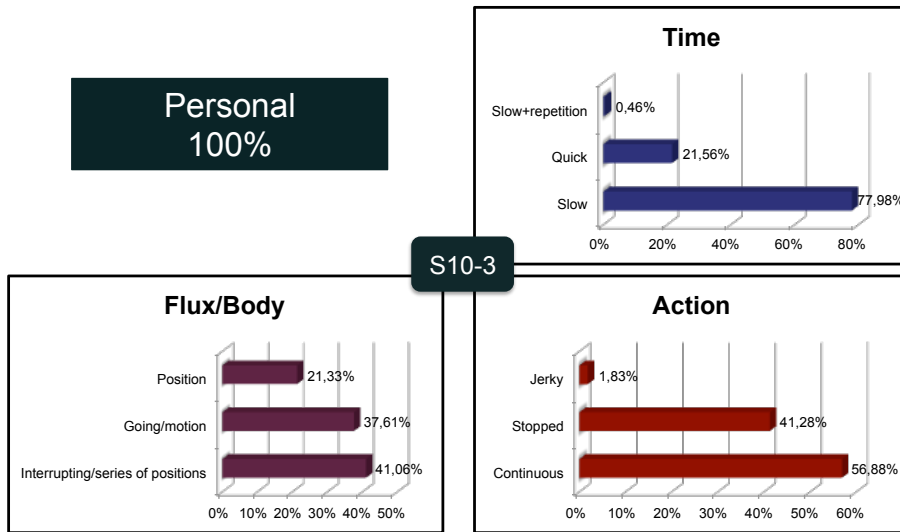 Personal
100%
Time
Slow+repetition 0,46%
Quick 21,56%
Slow 77,98%
0% 20% 40% 60% 80%
S10-3
Flux/Body
Position 21,33%
Going/motion 37,61%
Interrupting/series of positions 41,06%
0% 10% 20% 30% 40% 50%
Action
Jerky 1,83%
Stopped 41,28%
Continuous 56,88%
0% 10% 20% 30% 40% 50% 60%